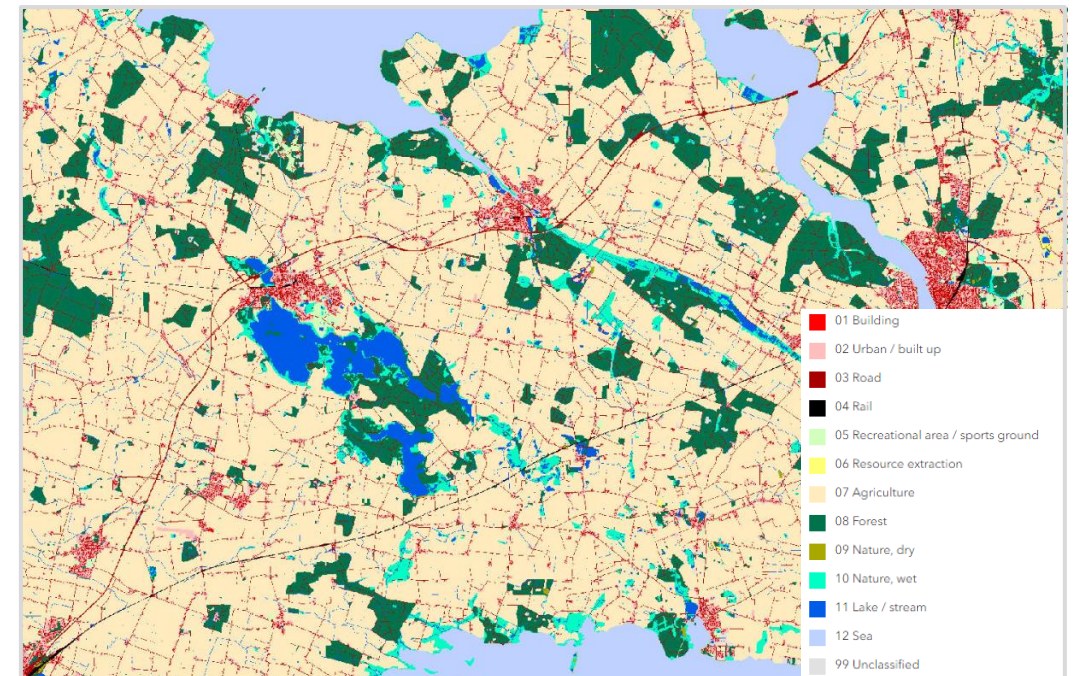 01 Building
02 Urban / built up
03 Road
04 Rail
05 Recreational area / sports ground
06 Resource extraction
07 Agriculture
08 Forest
09 Nature, dry
10 Nature, wet
11 Lake / stream
12 Sea
99 Unclassified